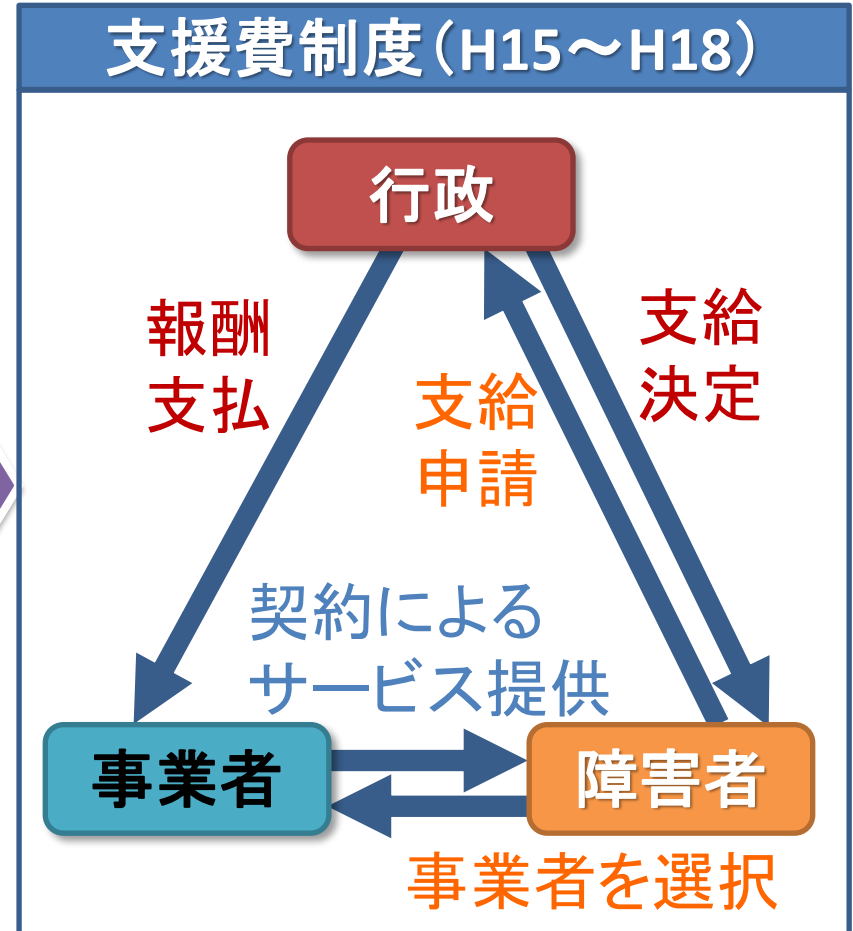 支援費制度（H15～H18）
行政
報酬
支払
支給
申請
支給
決定
契約による
サービス提供
事業者
障害者
事業者を選択